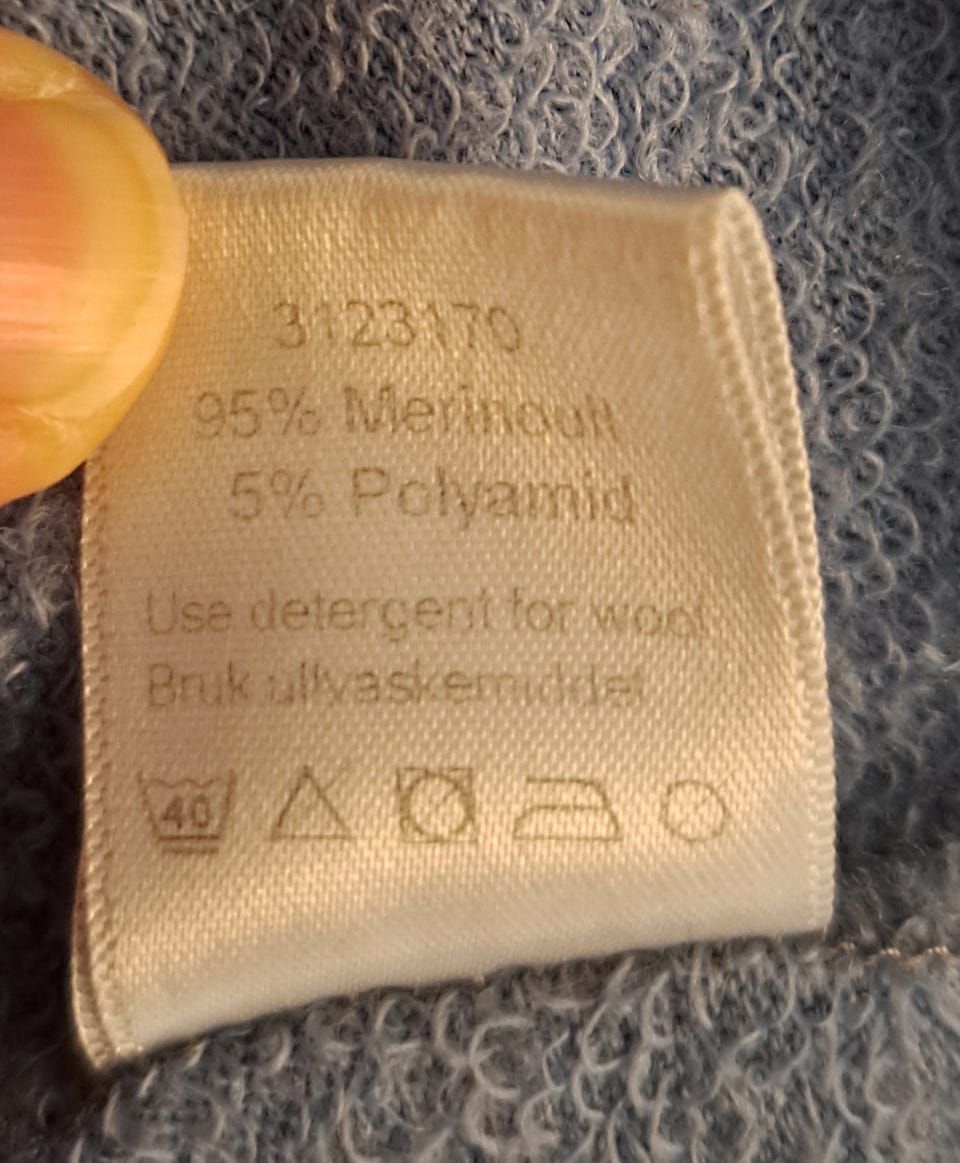 3123170
95% Merinoull
5% Polyamid
Use detergent for wool
Bruk ullvaskemiddel
40